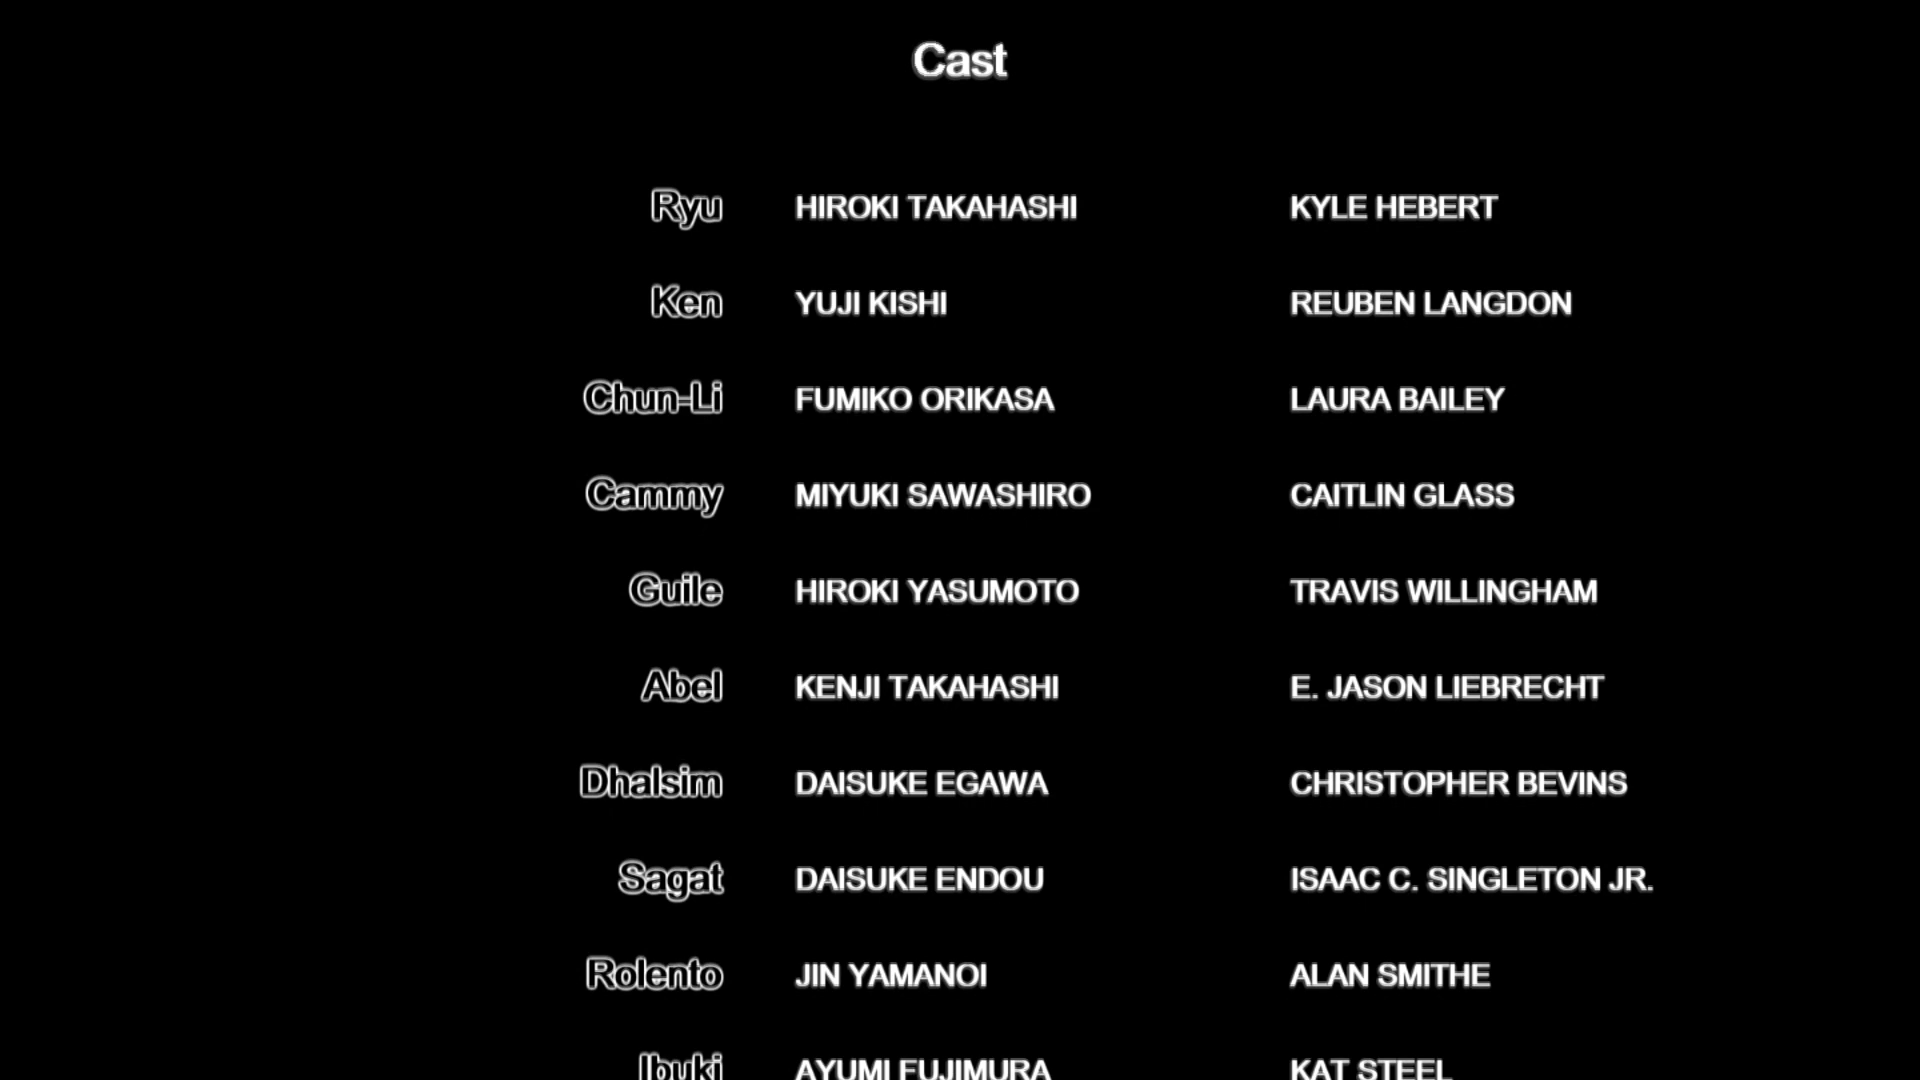 Cast
Ryu HIROKI TAKAHASHI KYLE HEBERT
Ken YUJI KISHI REUBEN LANGDON
Chun-Li FUMIKO ORIKASA LAURA BAILEY
Cammy MIYUKI SAWASHIRO CAITLIN GLASS
Guile HIROKI YASUMOTO TRAVIS WILLINGHAM
Abel KENJI TAKAHASHI E. JASON LIEBRECHT
Dhalsim DAISUKE EGAWA CHRISTOPHER BEVINS
Sagat DAISUKE ENDOU ISAAC C. SINGLETON JR.
Rolento JIN YAMANOI ALAN SMITHE
Ibuki AYUMI FUJIMURA KAT STEEL